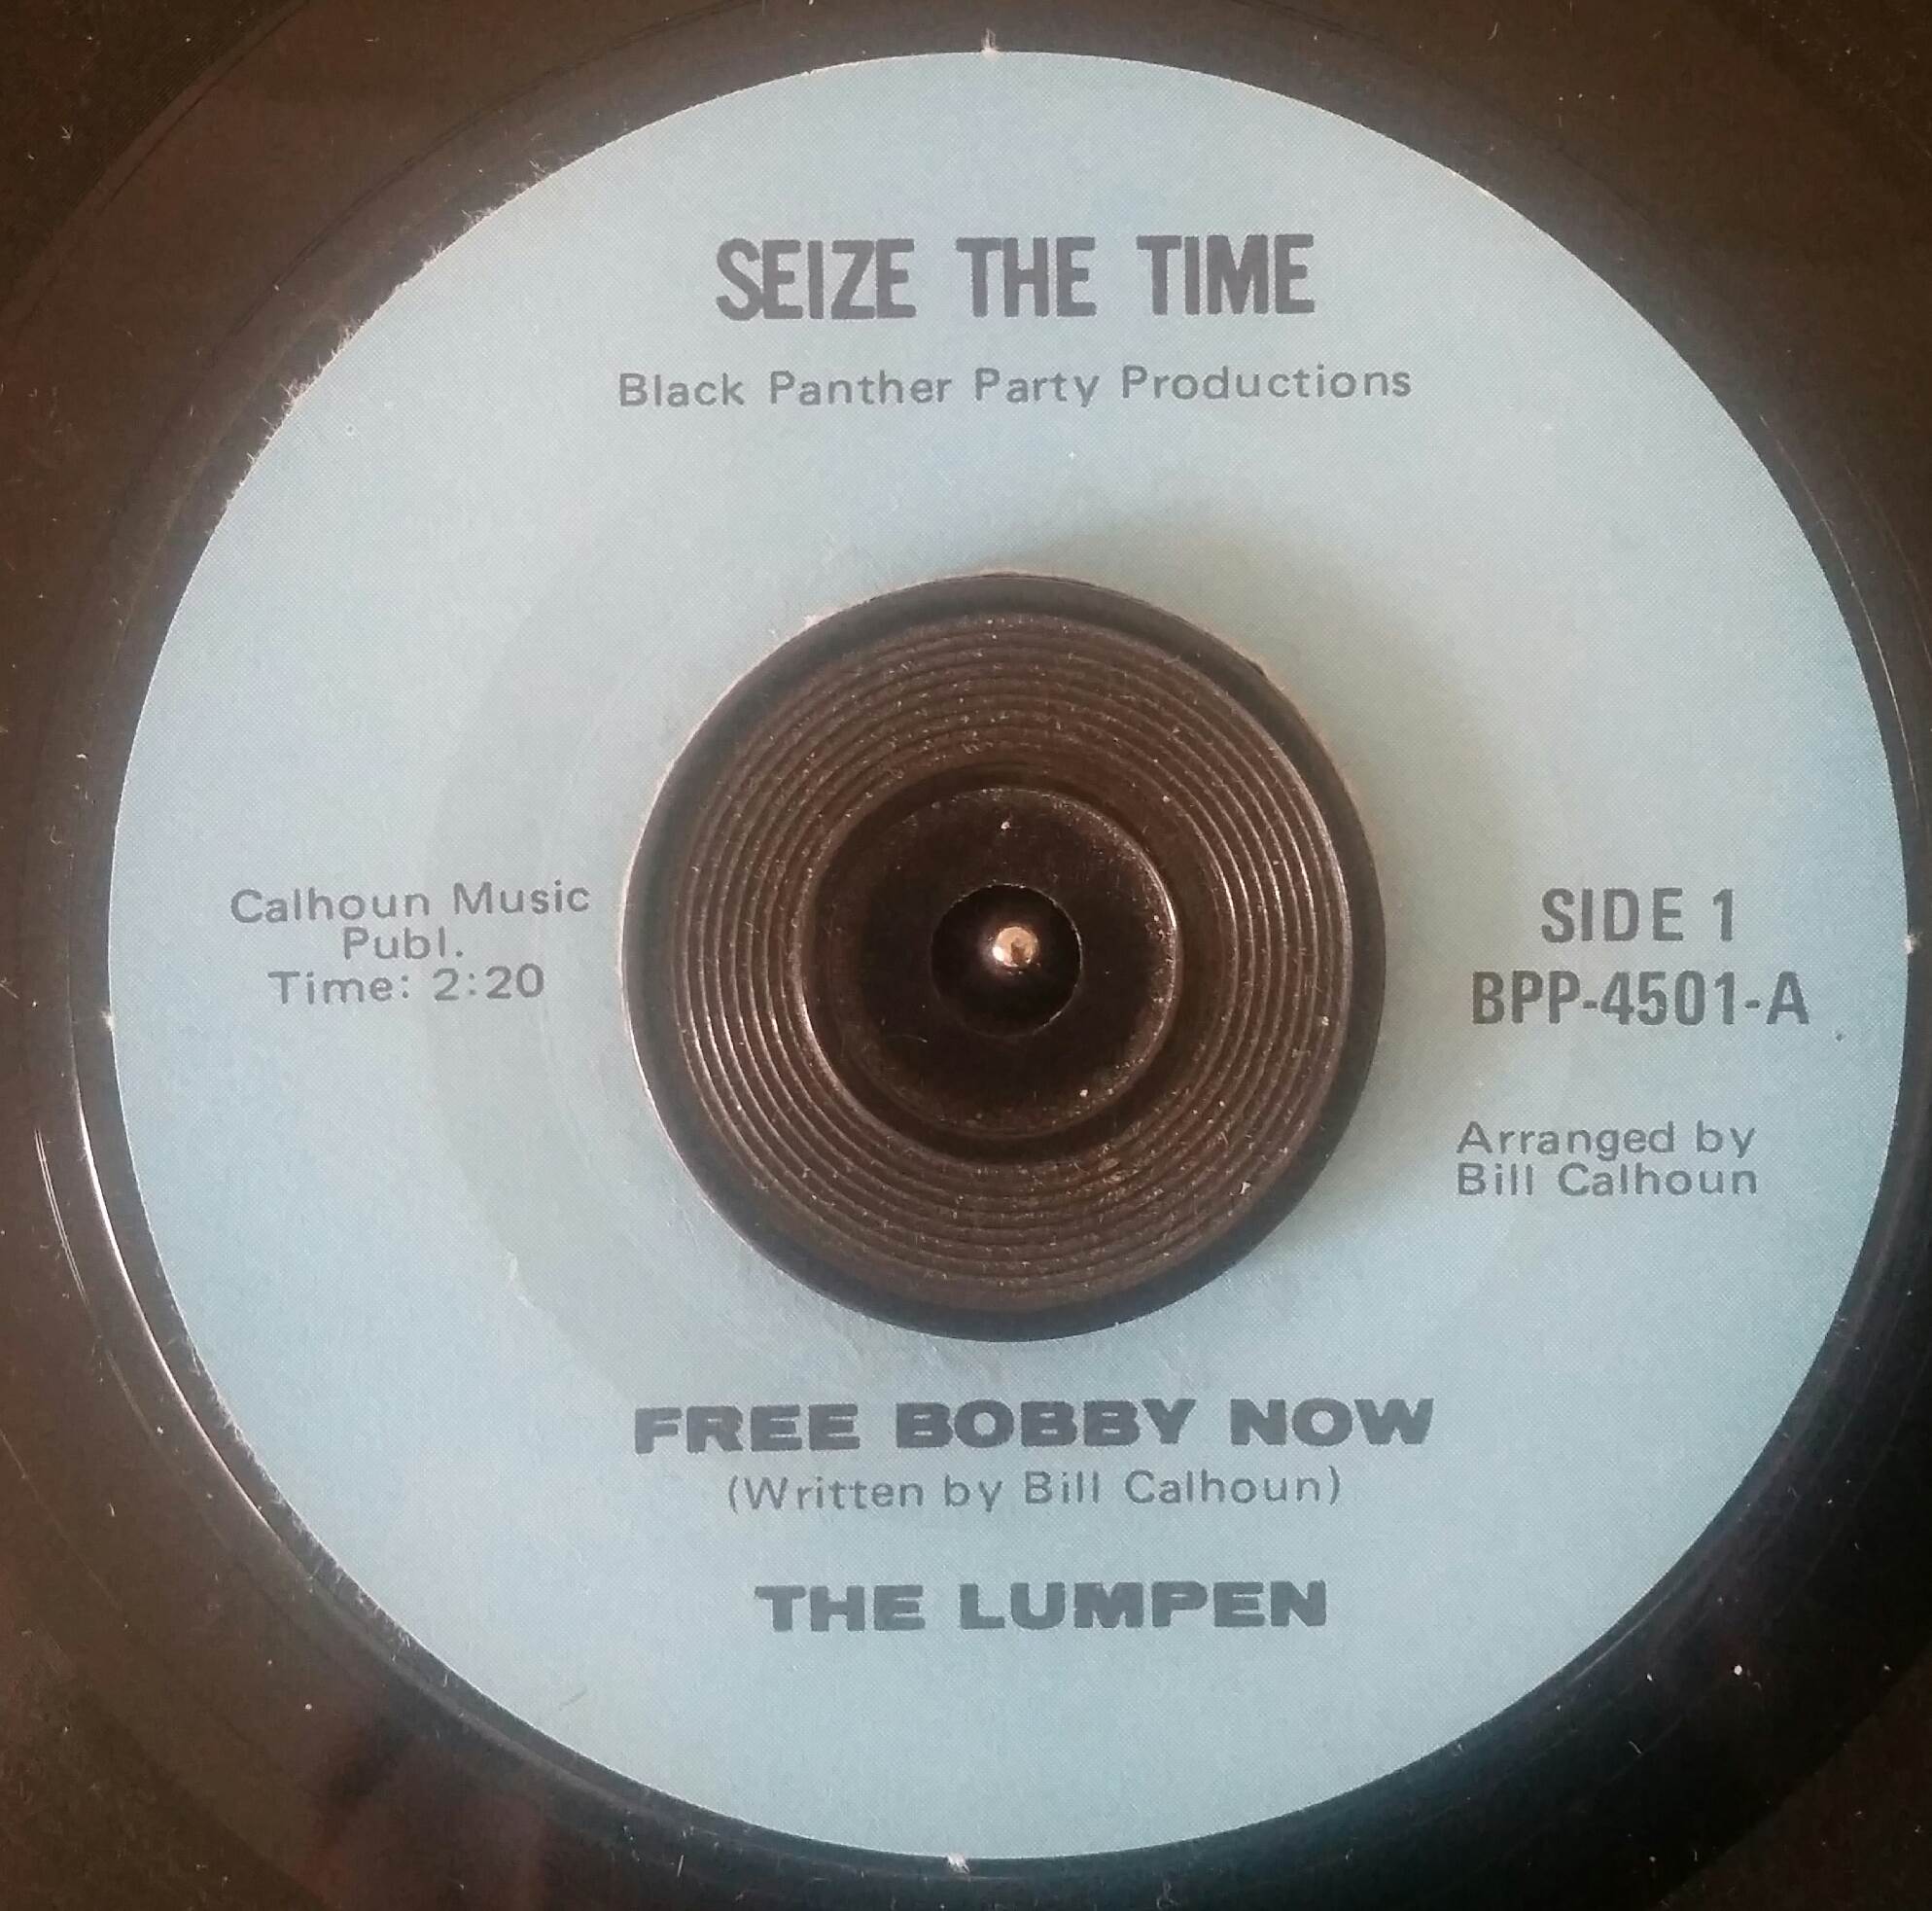 SEIZE THE TIME
Black Panther Party Productions
Calhoun Music
Publ.
Time: 2:20
SIDE 1
BPP-4501-A
Arranged by
Bill Calhoun
FREE BOBBY NOW
(Written by Bill Calhoun)
THE LUMPEN